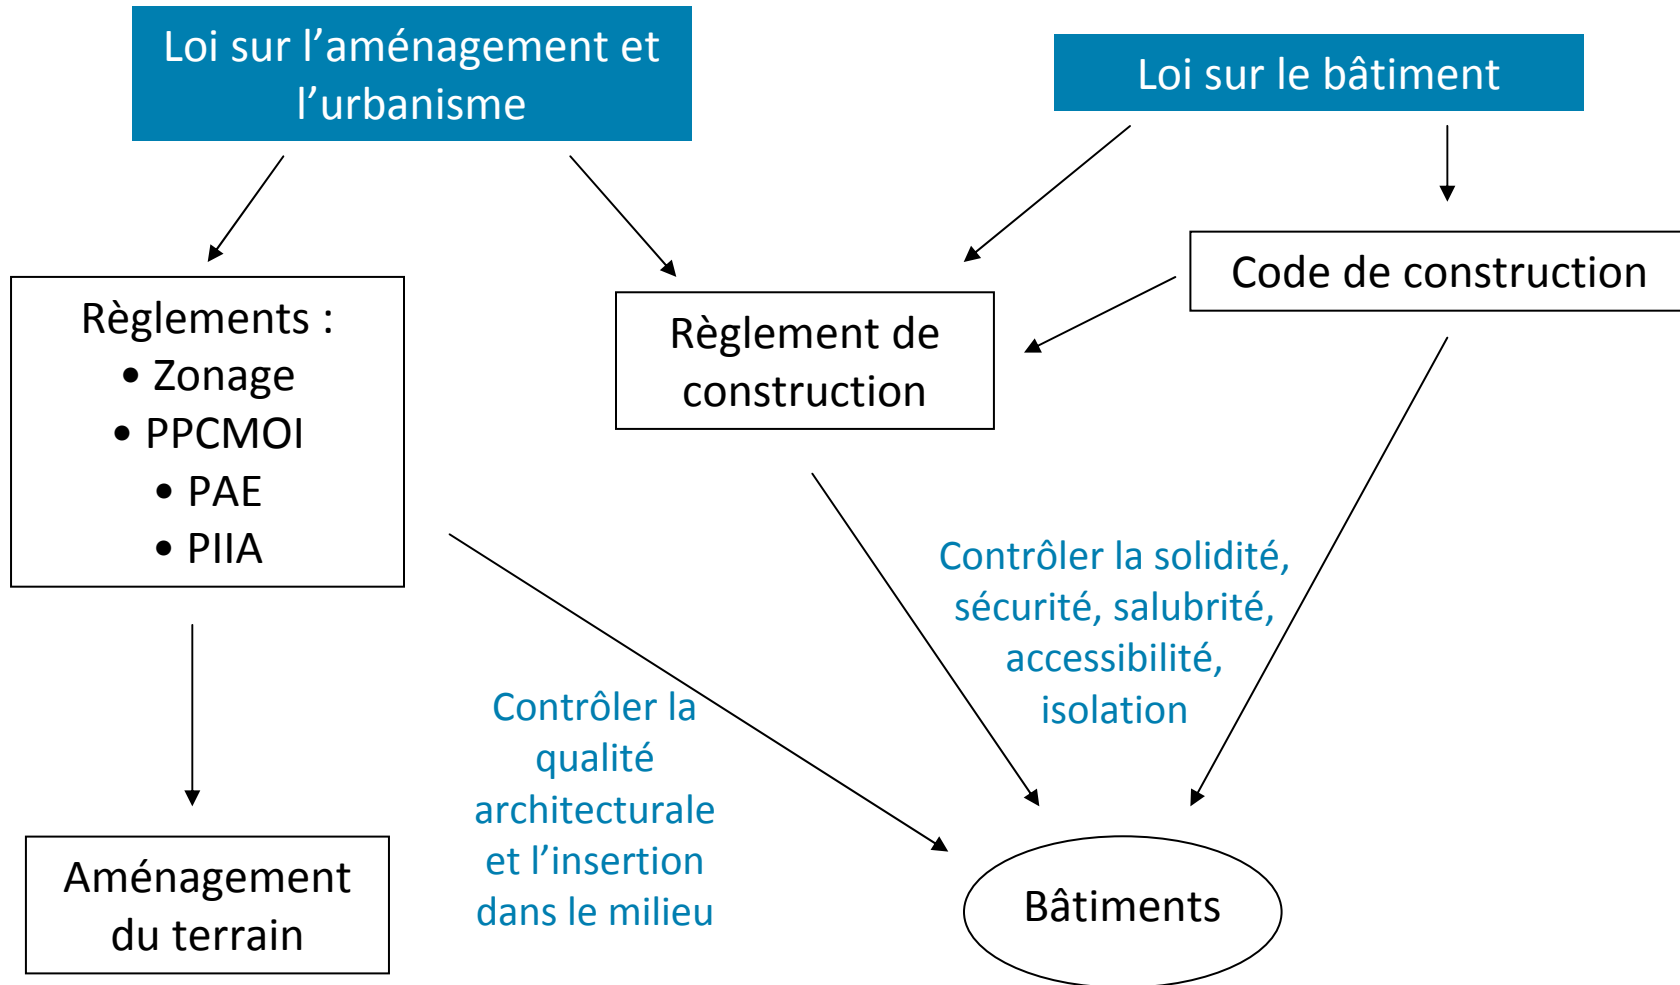 Loi sur l’aménagement et
l’urbanisme
Loi sur le bâtiment
Code de construction
Règlements :
• Zonage
• PPCMOI
• PAE
• PIIA
Règlement de
construction
Contrôler la solidité,
sécurité, salubrité,
accessibilité,
isolation
Contrôler la
qualité
architecturale
et l’insertion
dans le milieu
Aménagement
du terrain
Bâtiments